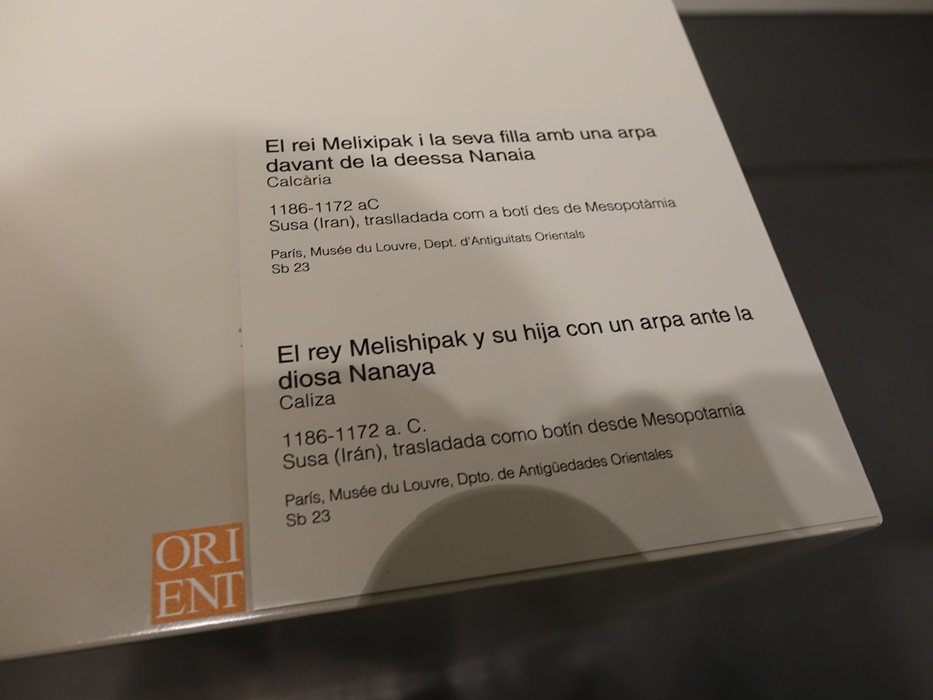 El rei Melixipak i la seva filla amb una arpa
davant de la deessa Nanaia
Calcària
1186-1172 aC
Susa (Iran), traslladada com a botí des de Mesopotàmia
París, Musée du Louvre, Dept. d'Antiguitats Orientals
Sb 23
El rey Melishipak y su hija con un arpa ante la
diosa Nanaya
Caliza
1186-1172 a. C.
Susa (Irán), trasladada como botín desde Mesopotamia
París, Musée du Louvre, Dpto. de Antigüedades Orientales
Sb 23
ORI
ENT